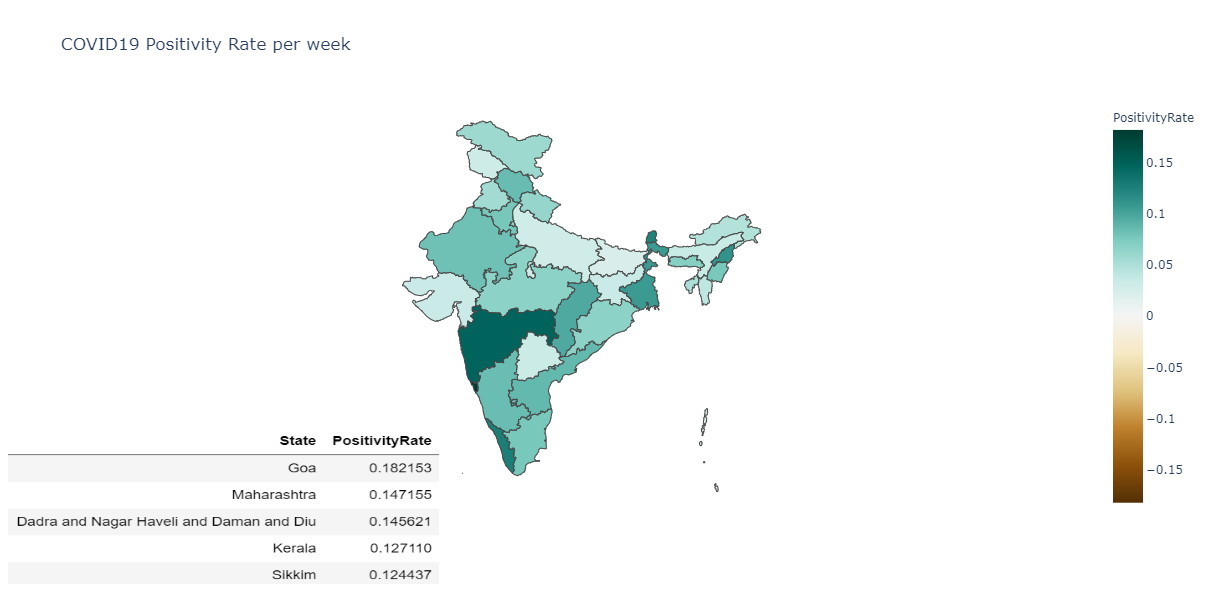 COVID19 Positivity Rate per week
PositivityRate
0.15
0.1
0.05
0
−0.05
−0.1
−0.15
State PositivityRate
Goa 0.182153
Maharashtra 0.147155
Dadra and Nagar Haveli and Daman and Diu 0.145621
Kerala 0.127110
Sikkim 0.124437